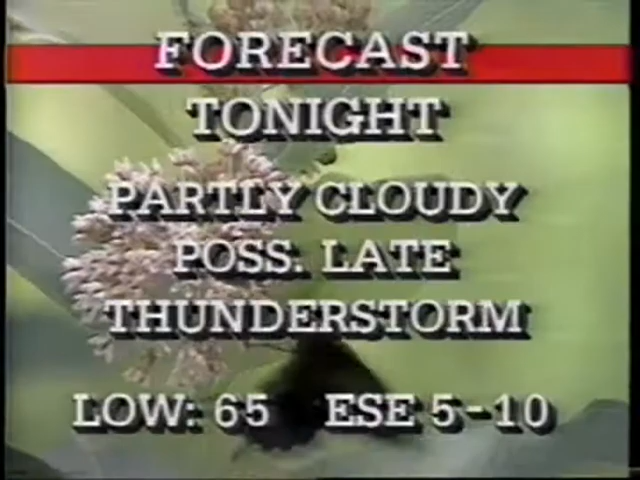 FORECAST
TONIGHT
PARTLY CLOUDY
POSS. LATE
THUNDERSTORM
LOW: 65 ESE 5-10